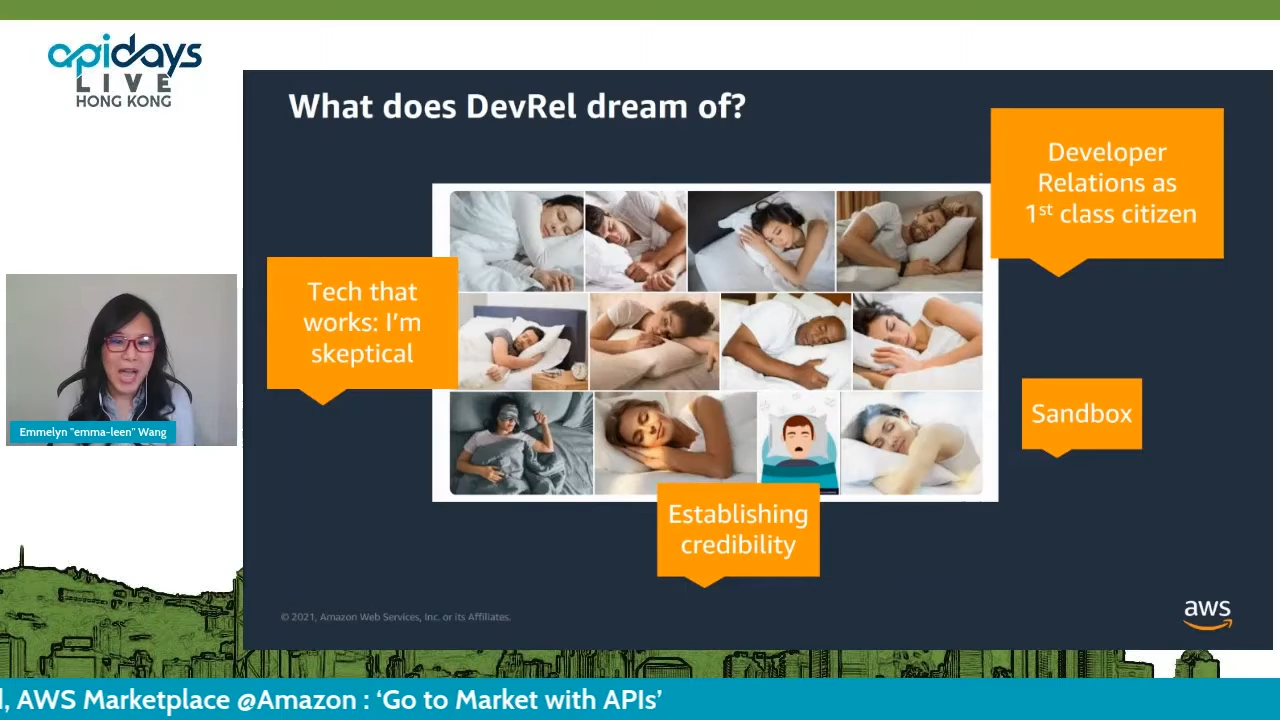 apidays
LIVE
HONG KONG
What does DevRel dream of?
Developer
Relations as
1st class citizen
Tech that
works: I'm
skeptical
Sandbox
Establishing
credibility
Emmelyn "emma-leen" Wang
© 2021, Amazon Web Services, Inc. or its Affiliates.
aws
, AWS Marketplace @Amazon : ‘Go to Market with APIs’